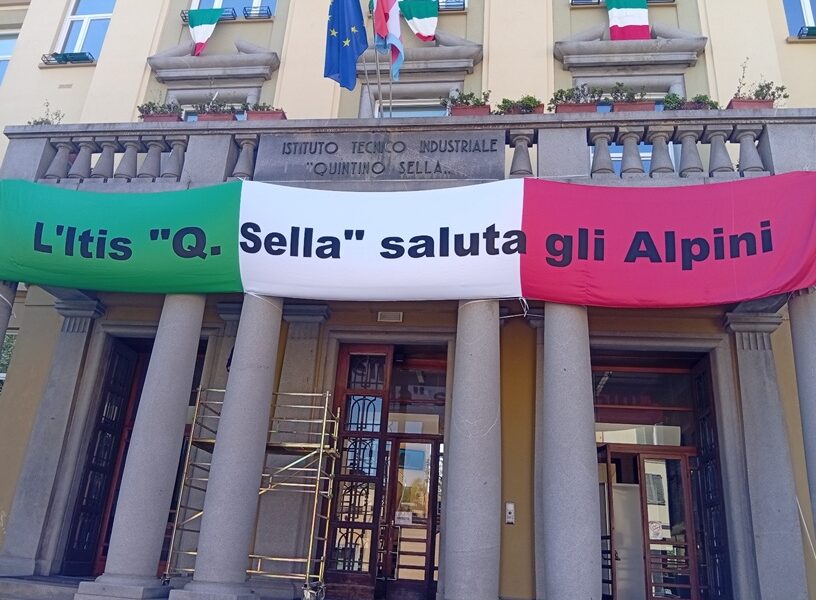 ISTITUTO TECNICO INDUSTRIALE
"QUINTINO SELLA"
L'Itis "Q. Sella" saluta gli Alpini